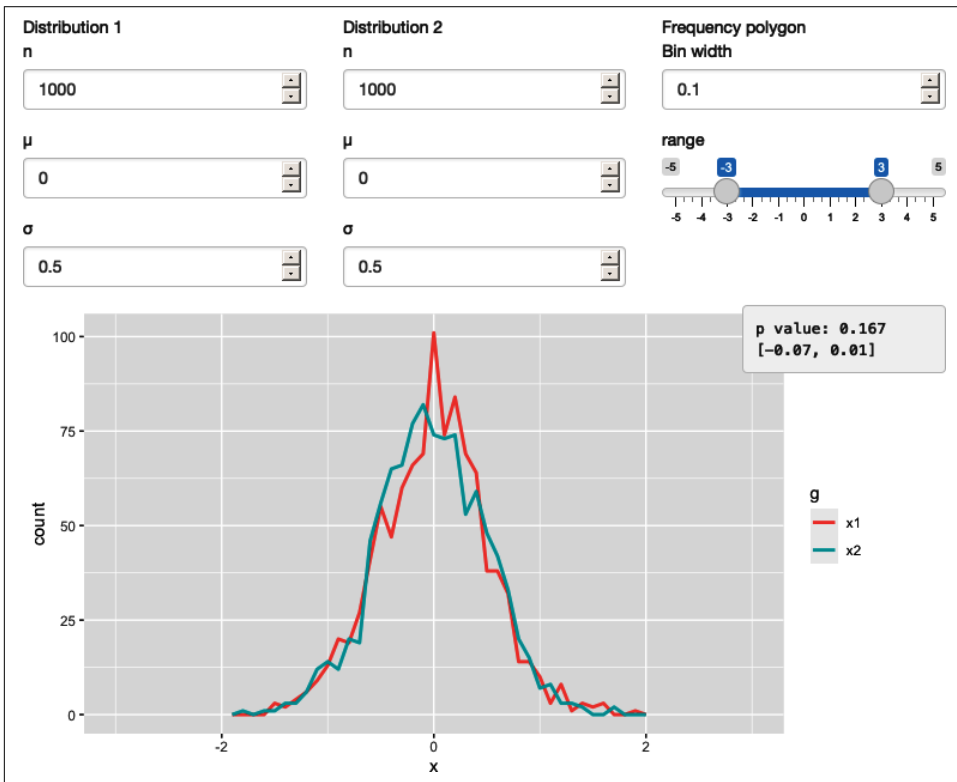 Distribution 1
n
1000
μ
0
σ
0.5
Distribution 2
n
1000
μ
0
σ
0.5
Frequency polygon
Bin width
0.1
range
-5 -3 3 5
-5 -4 -3 -2 -1 0 1 2 3 4 5
p value: 0.167
[-0.07, 0.01]
100
75
50
25
0
count
-2 0 2
x
g
x1
x2